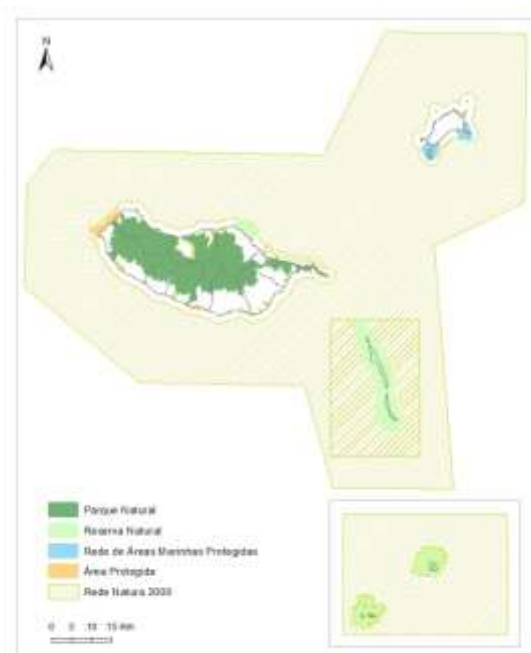 N
Parque Natural
Reserva Natural
Rede de Áreas Marinhas Protegidas
Área Protegida
Rede Natura 2000
0 5 10 15 km